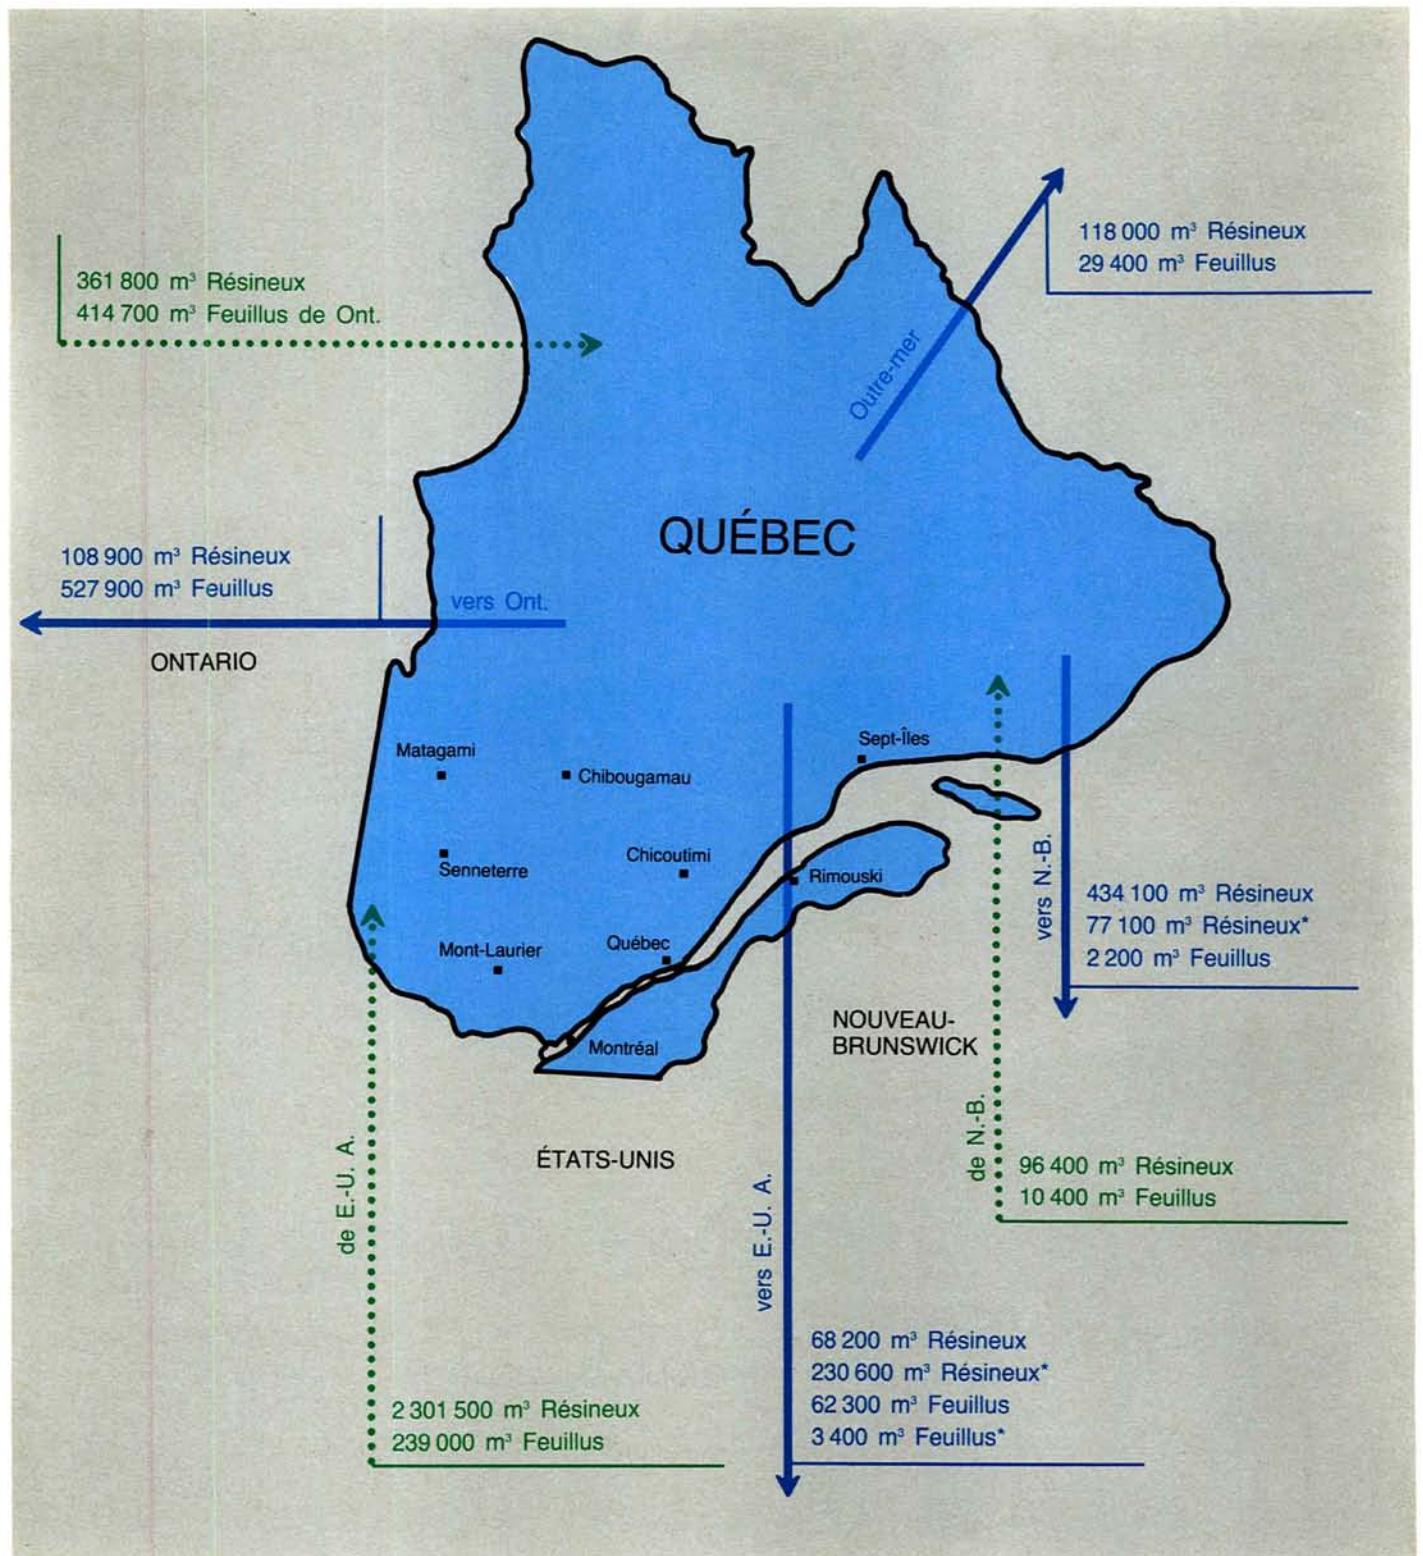 118 000 m³ Résineux
29 400 m³ Feuillus
361 800 m³ Résineux
414 700 m³ Feuillus de Ont.
Outre-mer
QUÉBEC
108 900 m³ Résineux
527 900 m³ Feuillus
vers Ont.
ONTARIO
Matagami
Chibougamau
Sept-Îles
Senneterre
Chicoutimi
Rimouski
Mont-Laurier
Québec
Montréal
vers N.-B.
434 100 m³ Résineux
77 100 m³ Résineux*
2 200 m³ Feuillus
NOUVEAU-
BRUNSWICK
ÉTATS-UNIS
de N.-B.
96 400 m³ Résineux
10 400 m³ Feuillus
de E.-U. A.
2 301 500 m³ Résineux
239 000 m³ Feuillus
vers E.-U. A.
68 200 m³ Résineux
230 600 m³ Résineux*
62 300 m³ Feuillus
3 400 m³ Feuillus*